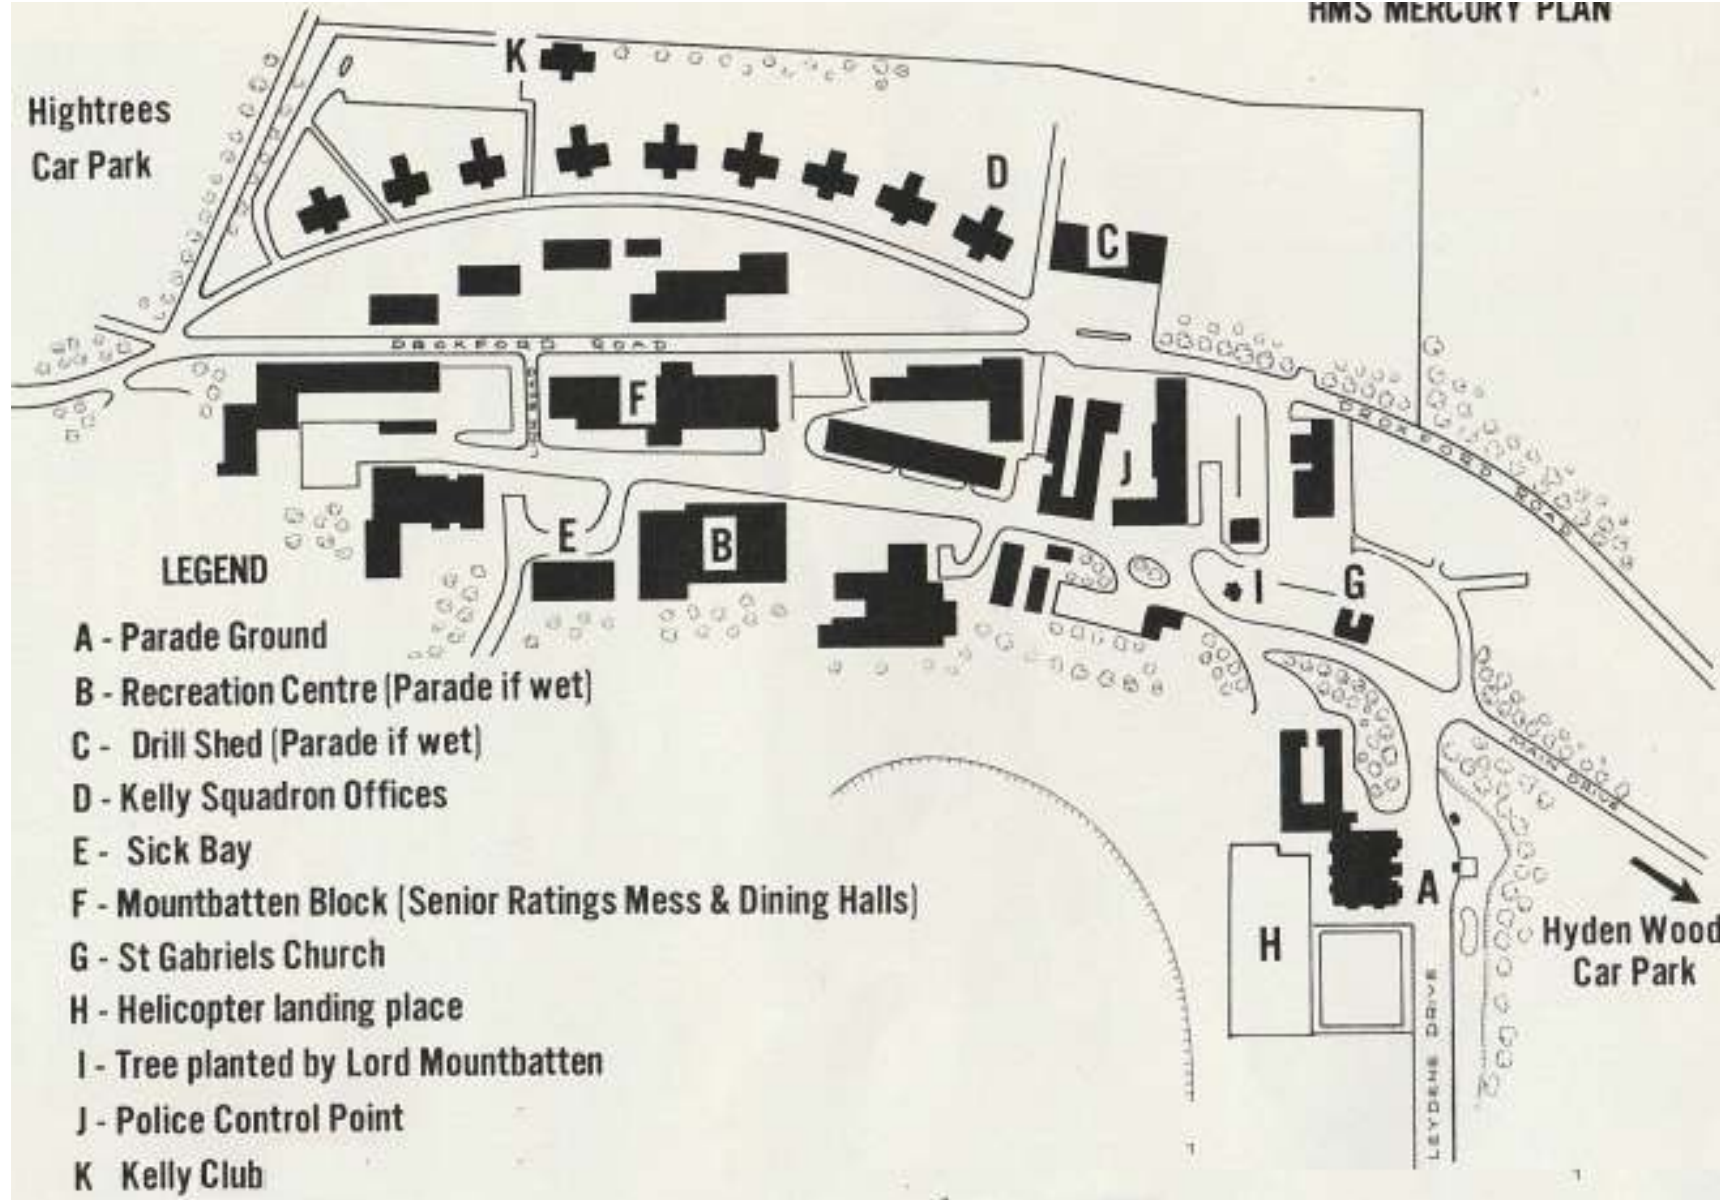 HMS MERCURY PLAN
K
Hightrees
Car Park
D
C
DROXFORD ROAD
F
J
DROXFORD ROAD
E
B
I
G
LEGEND
A - Parade Ground
B - Recreation Centre (Parade if wet)
C - Drill Shed (Parade if wet)
D - Kelly Squadron Offices
E - Sick Bay
F - Mountbatten Block (Senior Ratings Mess & Dining Halls)
G - St Gabriels Church
H - Helicopter landing place
I - Tree planted by Lord Mountbatten
J - Police Control Point
K Kelly Club
MAIN DRIVE
A
H
Hyden Wood
Car Park
LEYDENE DRIVE